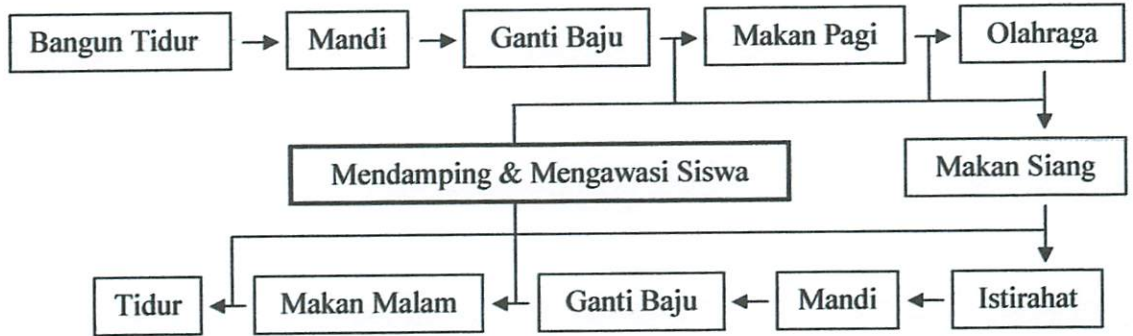 Bangun Tidur
Mandi
Ganti Baju
Makan Pagi
Olahraga
Mendamping & Mengawasi Siswa
Makan Siang
Tidur
Makan Malam
Ganti Baju
Mandi
Istirahat